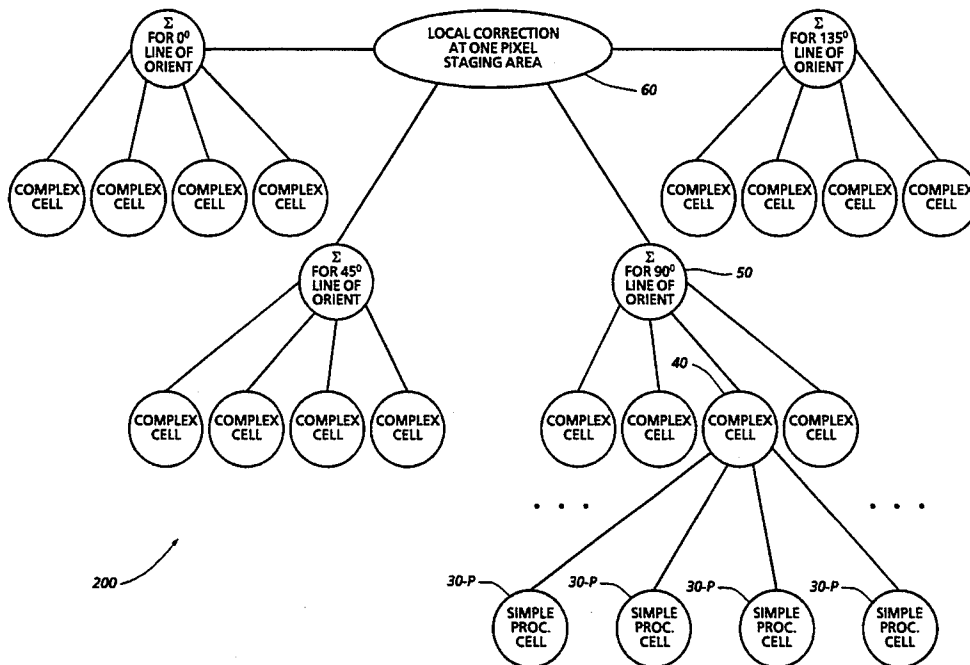 Σ
FOR 0⁰
LINE OF
ORIENT
LOCAL CORRECTION
AT ONE PIXEL
STAGING AREA
60
Σ
FOR 135⁰
LINE OF
ORIENT
COMPLEX
CELL
COMPLEX
CELL
COMPLEX
CELL
COMPLEX
CELL
COMPLEX
CELL
COMPLEX
CELL
COMPLEX
CELL
COMPLEX
CELL
Σ
FOR 45⁰
LINE OF
ORIENT
Σ
FOR 90⁰
LINE OF
ORIENT
50
40
COMPLEX
CELL
COMPLEX
CELL
COMPLEX
CELL
COMPLEX
CELL
COMPLEX
CELL
COMPLEX
CELL
COMPLEX
CELL
COMPLEX
CELL
. . .
. . .
200
30-P
30-P
30-P
30-P
SIMPLE
PROC.
CELL
SIMPLE
PROC.
CELL
SIMPLE
PROC.
CELL
SIMPLE
PROC.
CELL